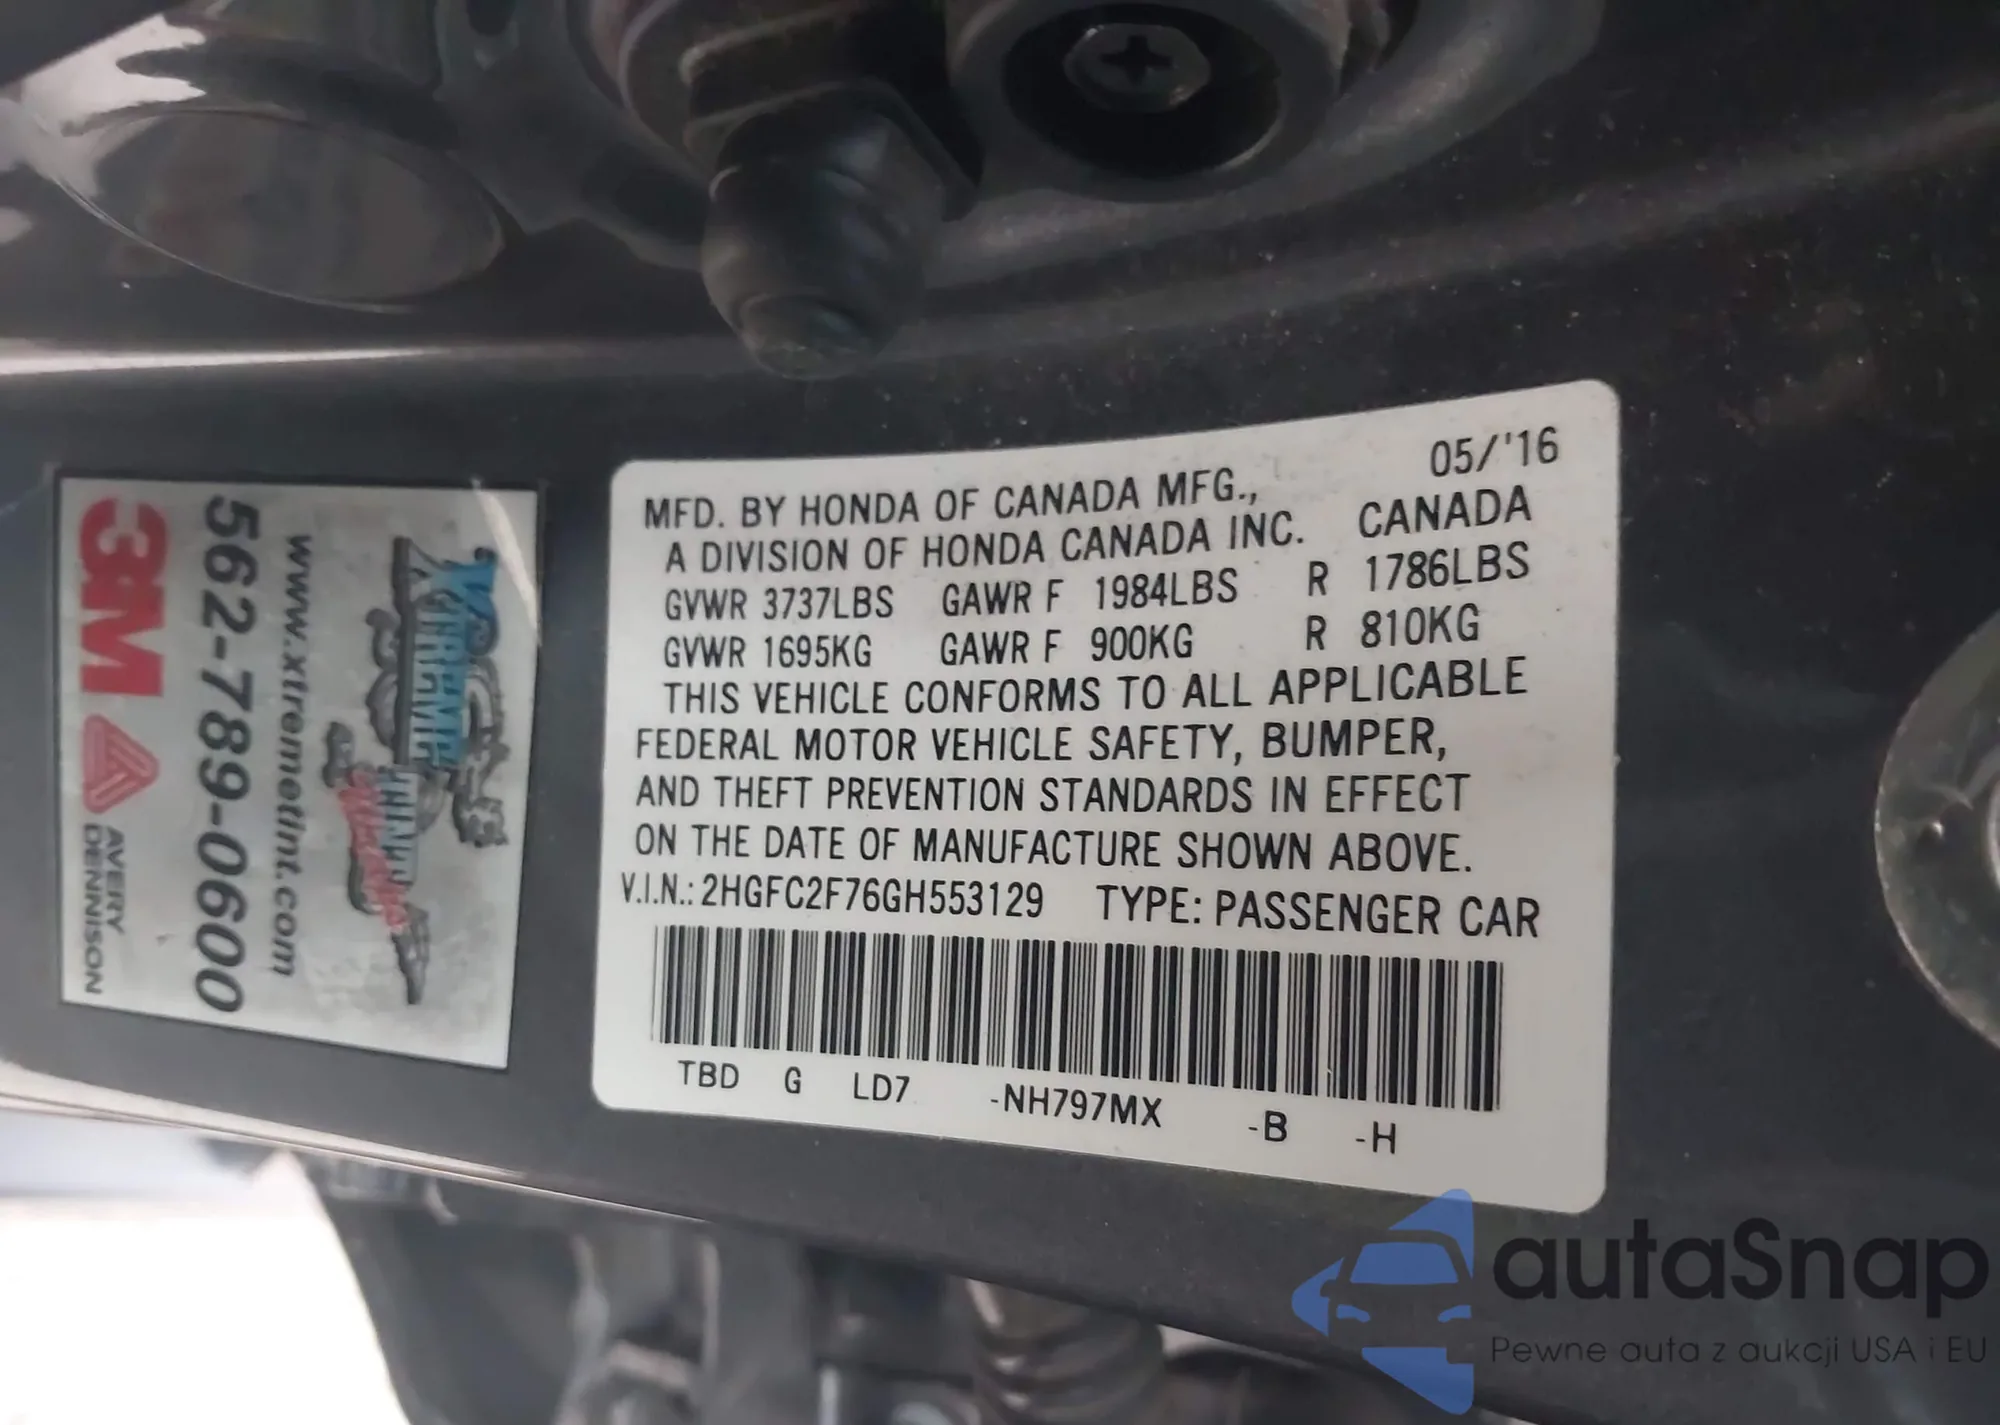 05/'16
MFD. BY HONDA OF CANADA MFG.,
A DIVISION OF HONDA CANADA INC. CANADA
GVWR 3737LBS GAWR F 1984LBS R 1786LBS
GVWR 1695KG GAWR F 900KG R 810KG
THIS VEHICLE CONFORMS TO ALL APPLICABLE
FEDERAL MOTOR VEHICLE SAFETY, BUMPER,
AND THEFT PREVENTION STANDARDS IN EFFECT
ON THE DATE OF MANUFACTURE SHOWN ABOVE.
V.I.N.: 2HGFC2F76GH553129 TYPE: PASSENGER CAR
TBD G LD7 -NH797MX -B -H
www.xtremetint.com
562-789-0600
3M AVERY
DENNISON
autaSnap
Pewne auta z aukcji USA i EU